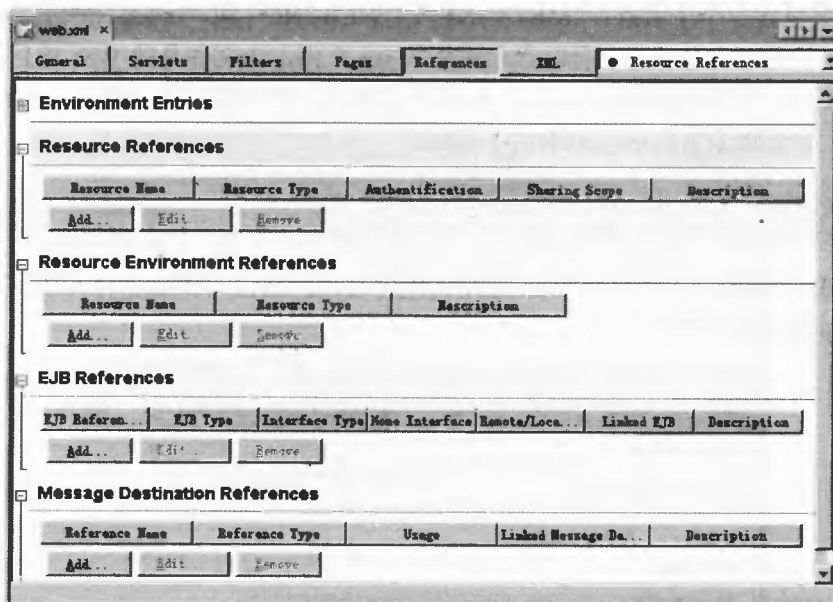 web.xml ×
General Servlets Filters Pages References XML ● Resource References
Environment Entries
Resource References
Resource Name Resource Type Authentification Sharing Scope Description
Add... Edit... Remove
Resource Environment References
Resource Name Resource Type Description
Add... Edit... Remove
EJB References
EJB Referen... EJB Type Interface Type Home Interface Remote/Loca... Linked EJB Description
Add... Edit... Remove
Message Destination References
Reference Name Reference Type Usage Linked Message De... Description
Add... Edit Remove